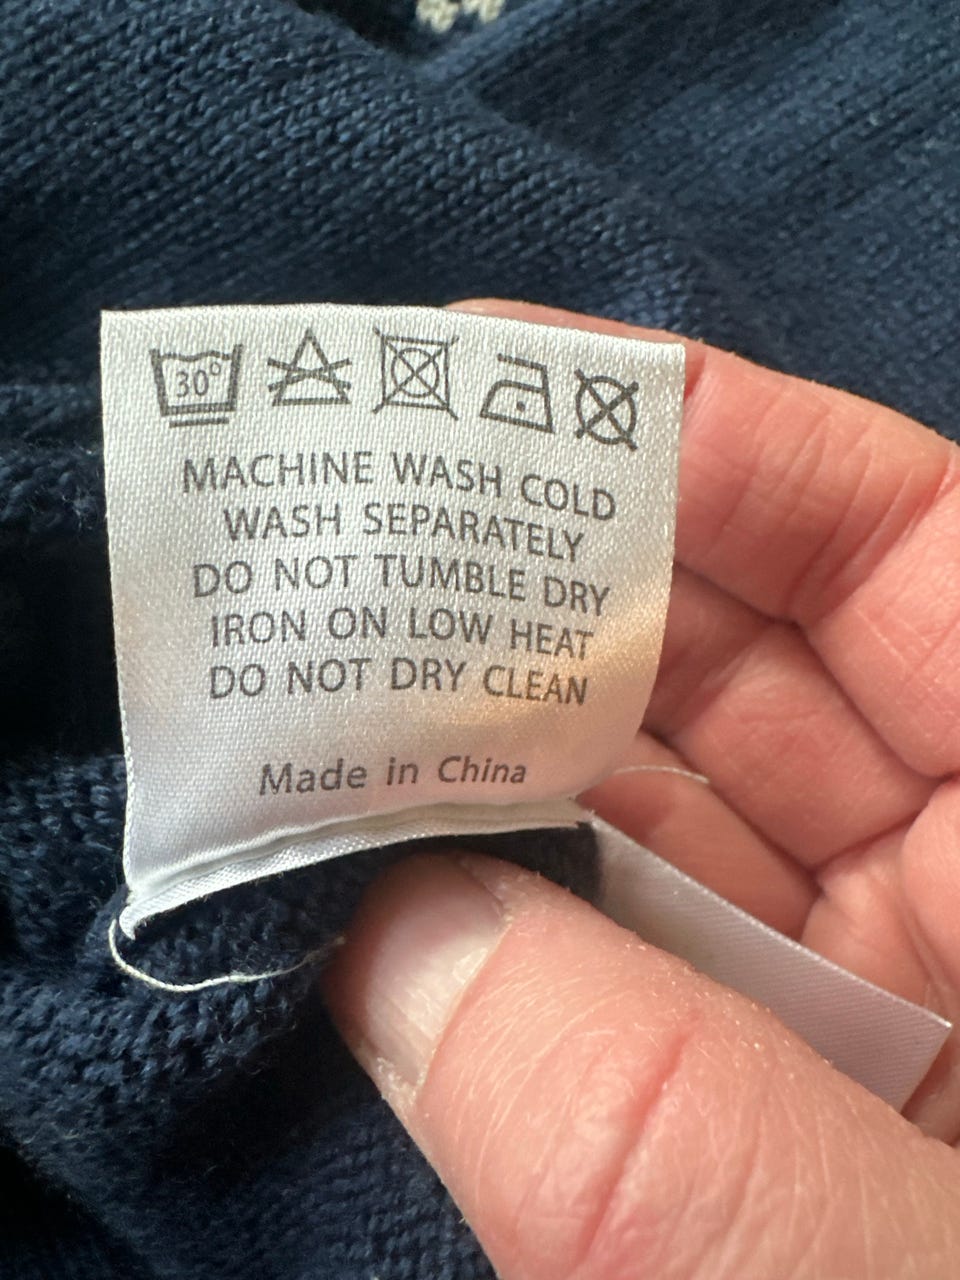 30°
MACHINE WASH COLD
WASH SEPARATELY
DO NOT TUMBLE DRY
IRON ON LOW HEAT
DO NOT DRY CLEAN
Made in China